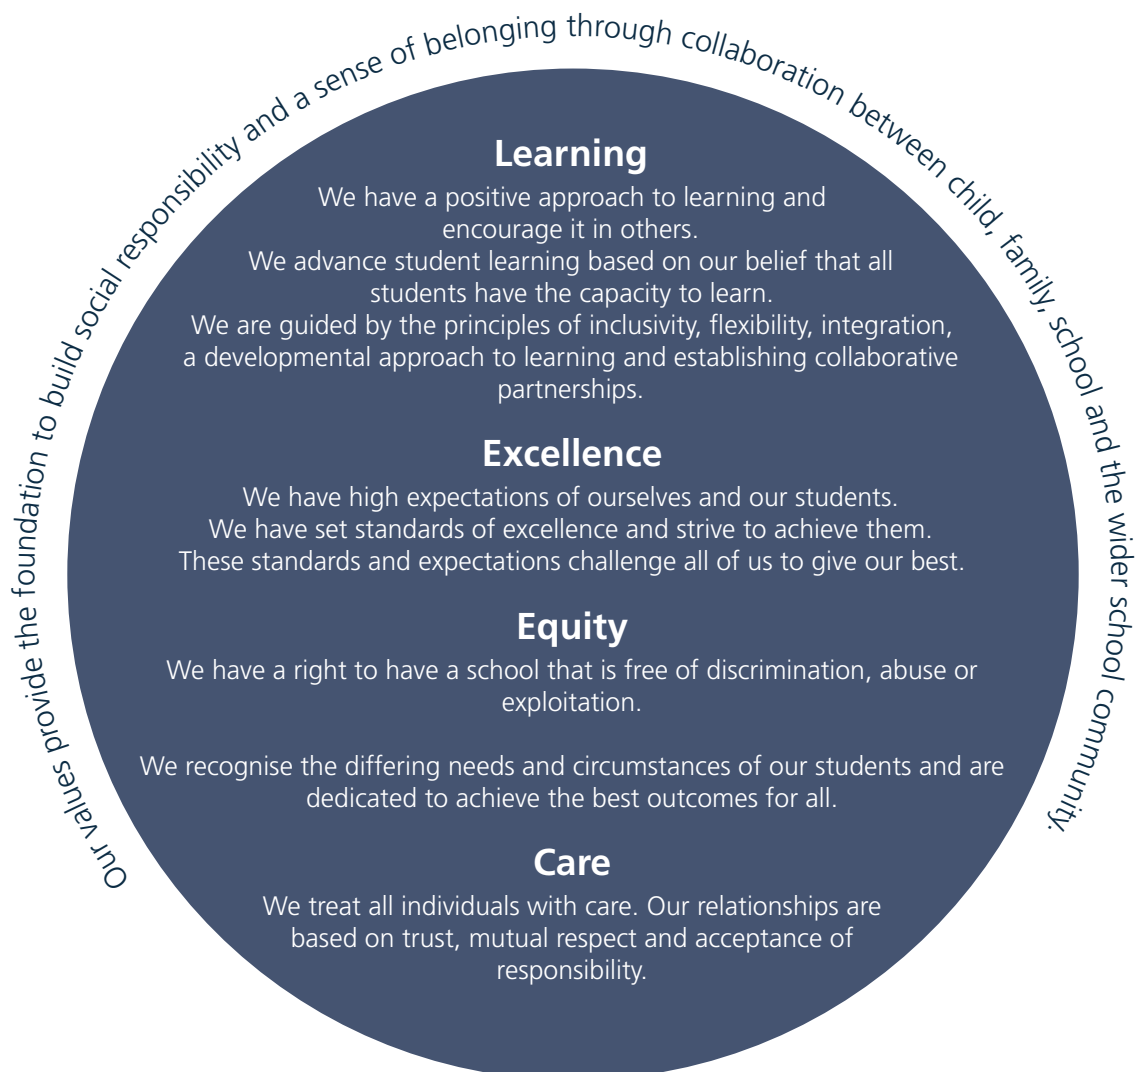 Our values provide the foundation to build social responsibility and a sense of belonging through collaboration between child, family, school and the wider school community.
Learning
We have a positive approach to learning and
encourage it in others.
We advance student learning based on our belief that all
students have the capacity to learn.
We are guided by the principles of inclusivity, flexibility, integration,
a developmental approach to learning and establishing collaborative
partnerships.
Excellence
We have high expectations of ourselves and our students.
We have set standards of excellence and strive to achieve them.
These standards and expectations challenge all of us to give our best.
Equity
We have a right to have a school that is free of discrimination, abuse or
exploitation.
We recognise the differing needs and circumstances of our students and are
dedicated to achieve the best outcomes for all.
Care
We treat all individuals with care. Our relationships are
based on trust, mutual respect and acceptance of
responsibility.